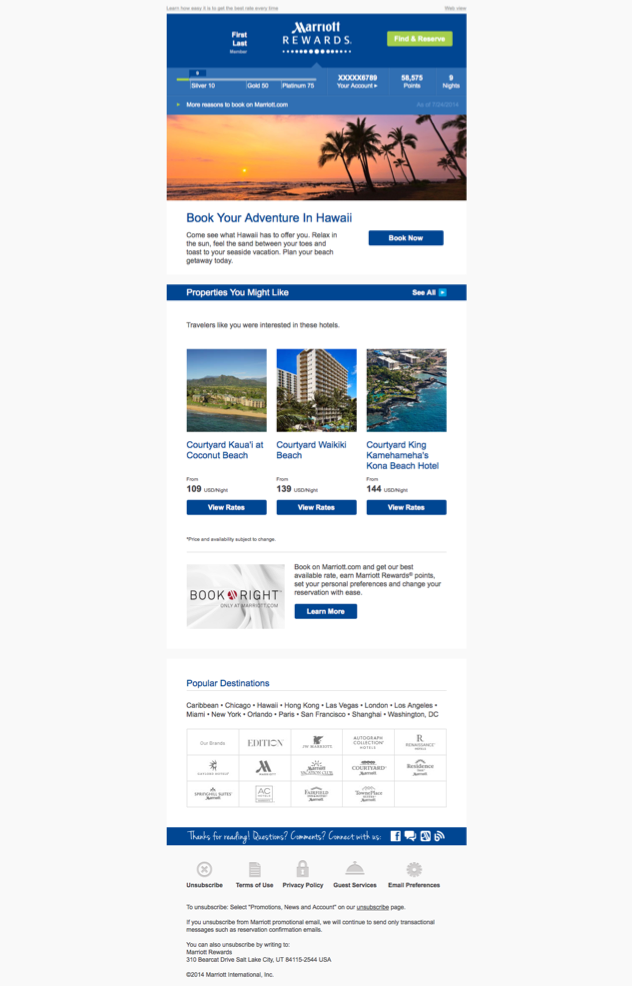 Learn how easy it is to get the best rate every time
Web view
First
Last
Member
Marriott
REWARDS.
Find & Reserve
9
Silver 10
Gold 50
Platinum 75
XXXXX6789
Your Account ▸
56,575
Points
9
Nights
More reasons to book on Marriott.com
As of 7/24/2014
Book Your Adventure In Hawaii
Come see what Hawaii has to offer you. Relax in
the sun, feel the sand between your toes and
toast to your seaside vacation. Plan your beach
getaway today.
Book Now
Properties You Might Like
See All
Travelers like you were interested in these hotels.
Courtyard Kaua'i at
Coconut Beach
From
109 USD/Night
View Rates
Courtyard Waikiki
Beach
From
139 USD/Night
View Rates
Courtyard King
Kamehameha's
Kona Beach Hotel
From
144 USD/Night
View Rates
*Price and availability subject to change.
BOOK RIGHT
ONLY AT MARRIOTT.COM
Book on Marriott.com and get our best
available rate, earn Marriott Rewards® points,
set your personal preferences and change your
reservation with ease.
Learn More
Popular Destinations
Caribbean • Chicago • Hawaii • Hong Kong • Las Vegas • London • Los Angeles •
Miami • New York • Orlando • Paris • San Francisco • Shanghai • Washington, DC
Our Brands
EDITION
JW MARRIOTT
AUTOGRAPH
COLLECTION
HOTELS
R
RENAISSANCE
HOTELS
GAYLORD HOTELS
MARRIOTT
Marriott
VACATION CLUB
COURTYARD
Marriott
Residence
Inn
Marriott
SPRINGHILL SUITES
Marriott
AC
HOTELS
MARRIOTT
FAIRFIELD
INN & SUITES
Marriott
TownePlace
SUITES
Marriott
Thanks for reading! Questions? Comments? Connect with us:
Unsubscribe
Terms of Use
Privacy Policy
Guest Services
Email Preferences
To unsubscribe: Select "Promotions, News and Account" on our unsubscribe page.
If you unsubscribe from Marriott promotional email, we will continue to send only transactional
messages such as reservation confirmation emails.
You can also unsubscribe by writing to:
Marriott Rewards
310 Bearcat Drive Salt Lake City, UT 84115-2544 USA
©2014 Marriott International, Inc.